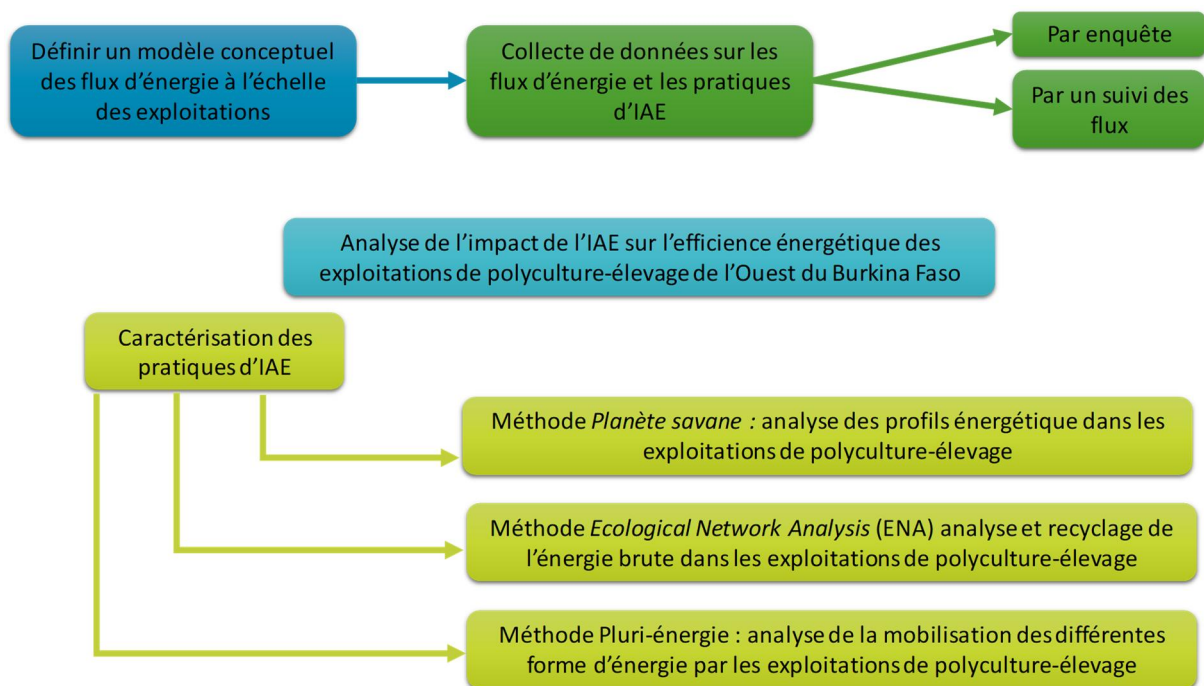 Définir un modèle conceptuel
des flux d'énergie à l'échelle
des exploitations
Collecte de données sur les
flux d'énergie et les pratiques
d'IAE
Par enquête
Par un suivi des
flux
Analyse de l'impact de l'IAE sur l'efficience énergétique des
exploitations de polyculture-élevage de l'Ouest du Burkina Faso
Caractérisation des
pratiques d'IAE
Méthode Planète savane : analyse des profils énergétique dans les
exploitations de polyculture-élevage
Méthode Ecological Network Analysis (ENA) analyse et recyclage de
l'énergie brute dans les exploitations de polyculture-élevage
Méthode Pluri-énergie : analyse de la mobilisation des différentes
forme d'énergie par les exploitations de polyculture-élevage